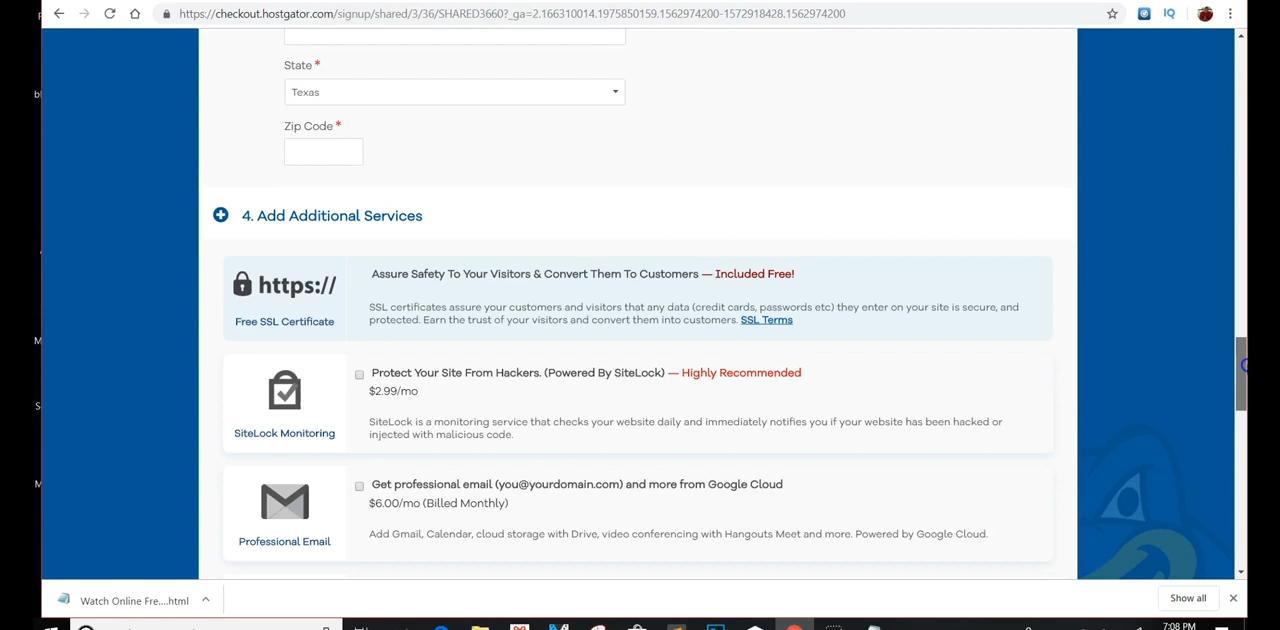 https://checkout.hostgator.com/signup/shared/3/36/SHARED3660?_ga=2.166310014.1975850159.1562974200-1572918428.1562974200
IQ
State *
Texas
Zip Code *
4. Add Additional Services
https://
Free SSL Certificate
Assure Safety To Your Visitors & Convert Them To Customers — Included Free!
SSL certificates assure your customers and visitors that any data (credit cards, passwords etc) they enter on your site is secure, and
protected. Earn the trust of your visitors and convert them into customers. SSL Terms
SiteLock Monitoring
Protect Your Site From Hackers. (Powered By SiteLock) — Highly Recommended
$2.99/mo
SiteLock is a monitoring service that checks your website daily and immediately notifies you if your website has been hacked or
injected with malicious code.
Professional Email
Get professional email (you@yourdomain.com) and more from Google Cloud
$6.00/mo (Billed Monthly)
Add Gmail, Calendar, cloud storage with Drive, video conferencing with Hangouts Meet and more. Powered by Google Cloud.
Watch Online Fre....html
Show all
7:08 PM